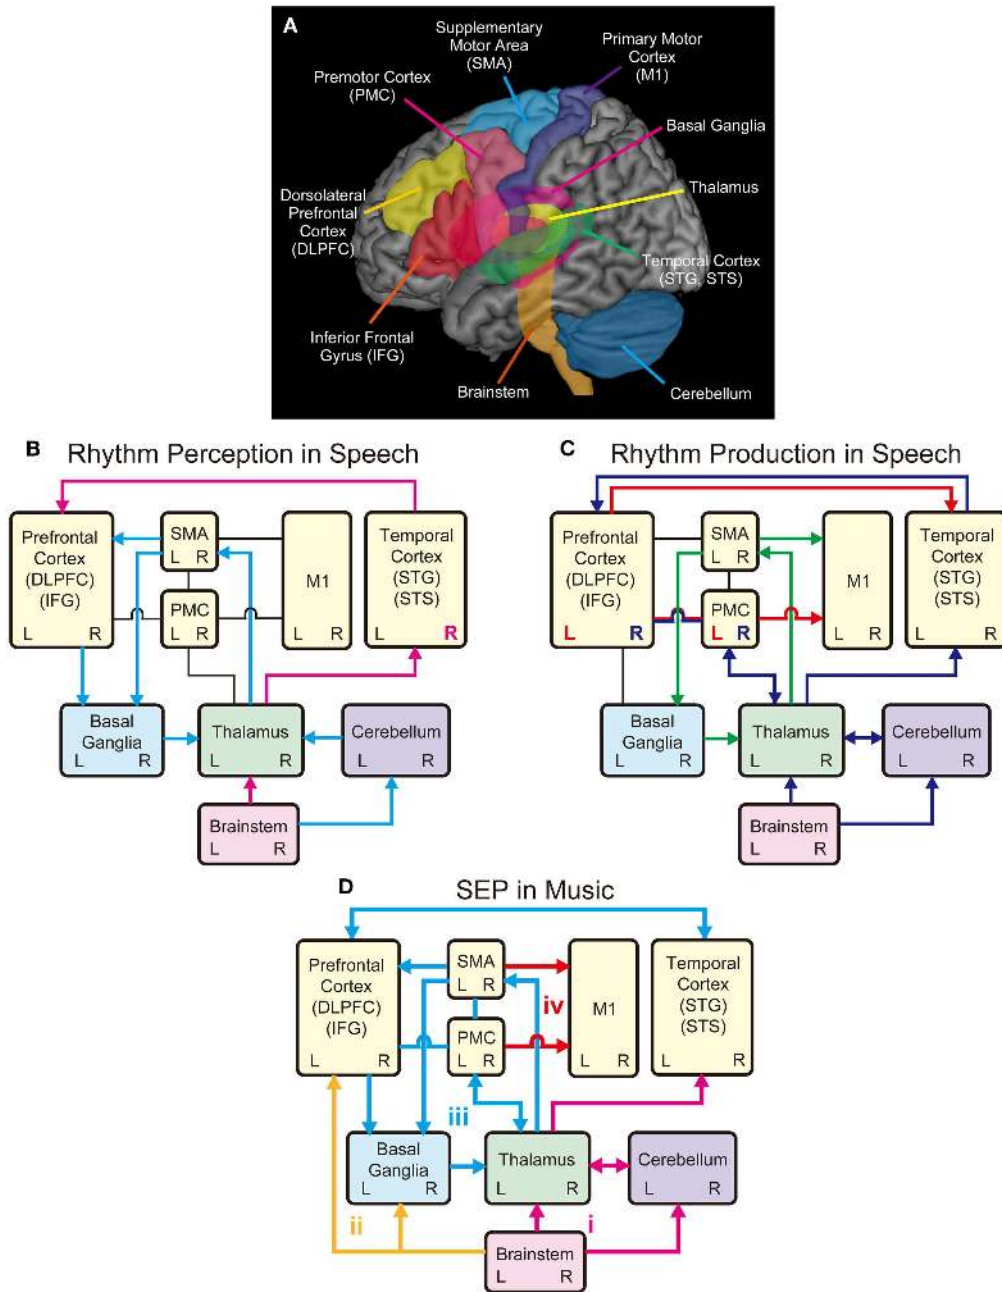 A
Supplementary
Motor Area
(SMA)
Primary Motor
Cortex
(M1)
Premotor Cortex
(PMC)
Basal Ganglia
Dorsolateral
Prefrontal
Cortex
(DLPFC)
Thalamus
Temporal Cortex
(STG, STS)
Inferior Frontal
Gyrus (IFG)
Brainstem
Cerebellum
B Rhythm Perception in Speech
Prefrontal
Cortex
(DLPFC)
(IFG)
L R
SMA
L R
PMC
L R
M1
L R
Temporal
Cortex
(STG)
(STS)
L R
Basal
Ganglia
L R
Thalamus
L R
Cerebellum
L R
Brainstem
L R
C Rhythm Production in Speech
Prefrontal
Cortex
(DLPFC)
(IFG)
L R
SMA
L R
PMC
L R
M1
L R
Temporal
Cortex
(STG)
(STS)
L R
Basal
Ganglia
L R
Thalamus
L R
Cerebellum
L R
Brainstem
L R
D SEP in Music
Prefrontal
Cortex
(DLPFC)
(IFG)
L R
SMA
L R
PMC
L R
iv
M1
L R
Temporal
Cortex
(STG)
(STS)
L R
iii
Basal
Ganglia
L R
Thalamus
L R
Cerebellum
L R
ii
i
Brainstem
L R